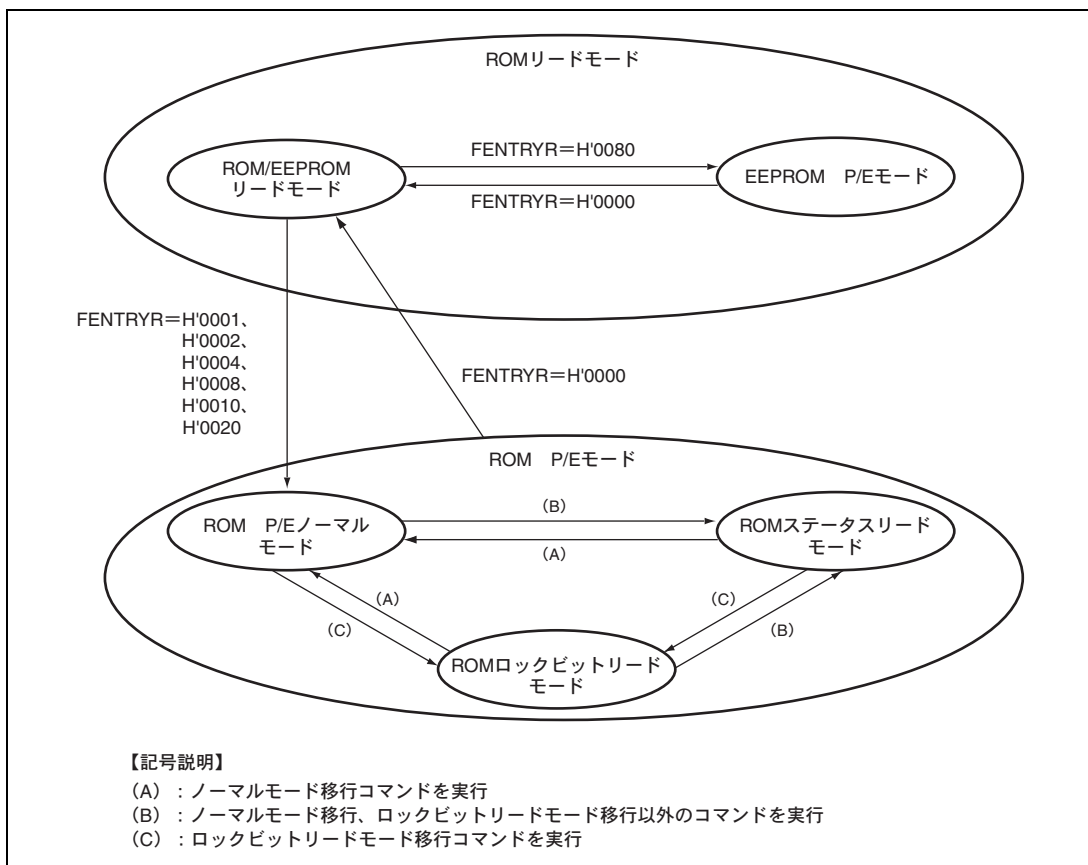 ROMリードモード
ROM/EEPROM
リードモード
FENTRYR=H'0080
FENTRYR=H'0000
EEPROM P/Eモード
FENTRYR=H'0001、
H'0002、
H'0004、
H'0008、
H'0010、
H'0020
FENTRYR=H'0000
ROM P/Eモード
ROM P/Eノーマル
モード
(B)
(A)
ROMステータスリード
モード
(A)
(C)
(C)
(B)
ROMロックビットリード
モード
【記号説明】
(A):ノーマルモード移行コマンドを実行
(B):ノーマルモード移行、ロックビットリードモード移行以外のコマンドを実行
(C):ロックビットリードモード移行コマンドを実行